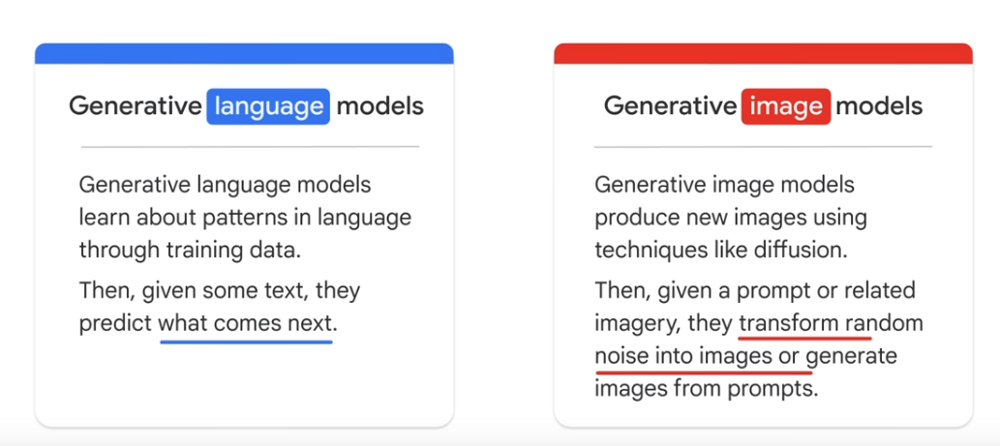 Generative language models
Generative language models
learn about patterns in language
through training data.
Then, given some text, they
predict what comes next.
Generative image models
Generative image models
produce new images using
techniques like diffusion.
Then, given a prompt or related
imagery, they transform random
noise into images or generate
images from prompts.